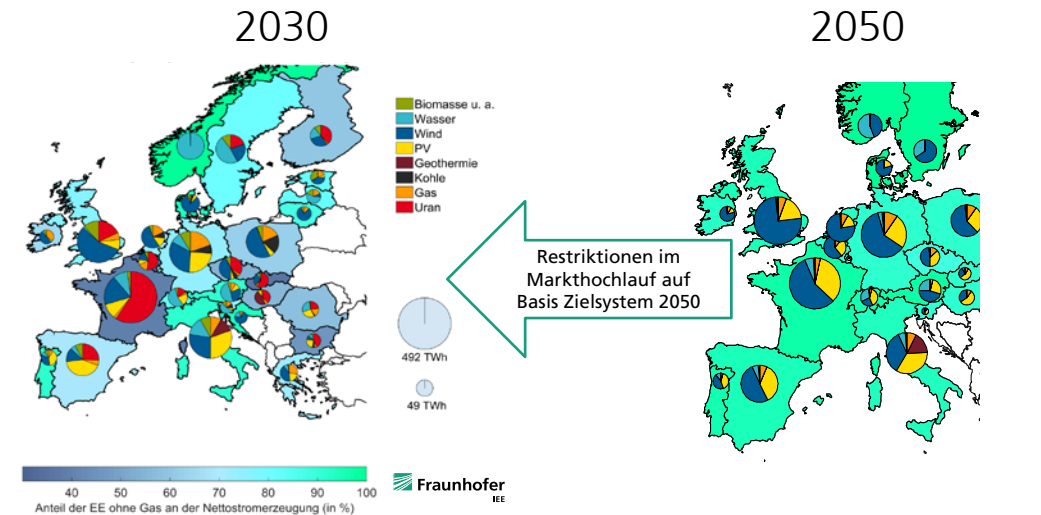 2030
2050
Biomasse u. a.
Wasser
Wind
PV
Geothermie
Kohle
Gas
Uran
Restriktionen im
Markthochlauf auf
Basis Zielsystem 2050
492 TWh
49 TWh
40 50 60 70 80 90 100
Anteil der EE ohne Gas an der Nettostromerzeugung (in %)
Fraunhofer
IEE